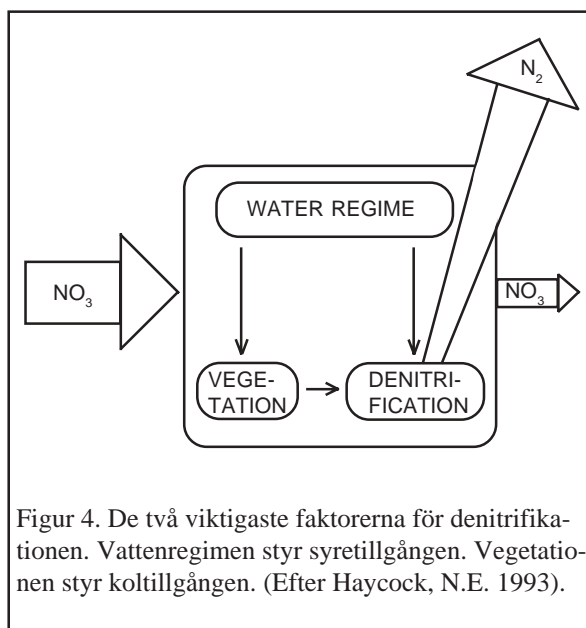 N₂
WATER REGIME
NO₃
NO₃
VEGE-
TATION
DENITRI-
FICATION
Figur 4. De två viktigaste faktorerna för denitrifika-
tionen. Vattenregimen styr syretillgången. Vegetatio-
nen styr koltillgången. (Efter Haycock, N.E. 1993).